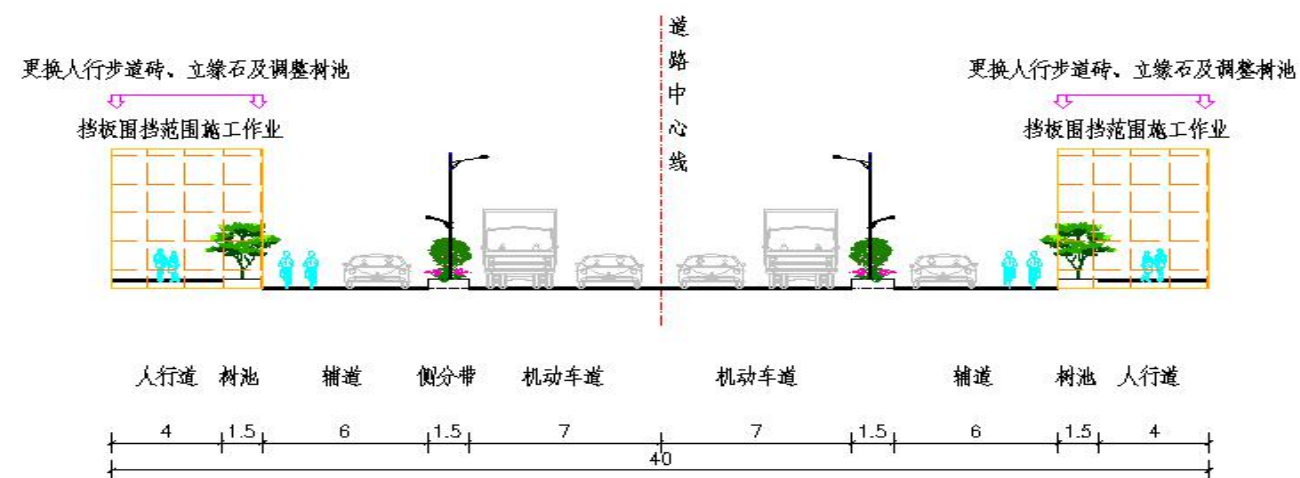 道路中心线
更换人行步道砖、立缘石及调整树池
更换人行步道砖、立缘石及调整树池
挡板围挡范围施工作业
挡板围挡范围施工作业
人行道 树池 辅道 侧分带 机动车道 机动车道 辅道 树池 人行道
4 1.5 6 1.5 7 7 1.5 6 1.5 4
40